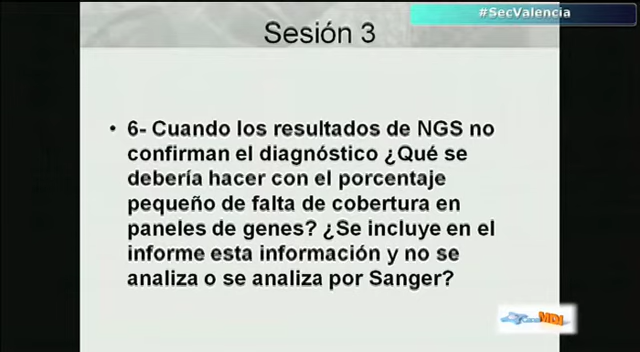 #SecValencia
Sesión 3
• 6- Cuando los resultados de NGS no
confirman el diagnóstico ¿Qué se
debería hacer con el porcentaje
pequeño de falta de cobertura en
paneles de genes? ¿Se incluye en el
informe esta información y no se
analiza o se analiza por Sanger?
MDI